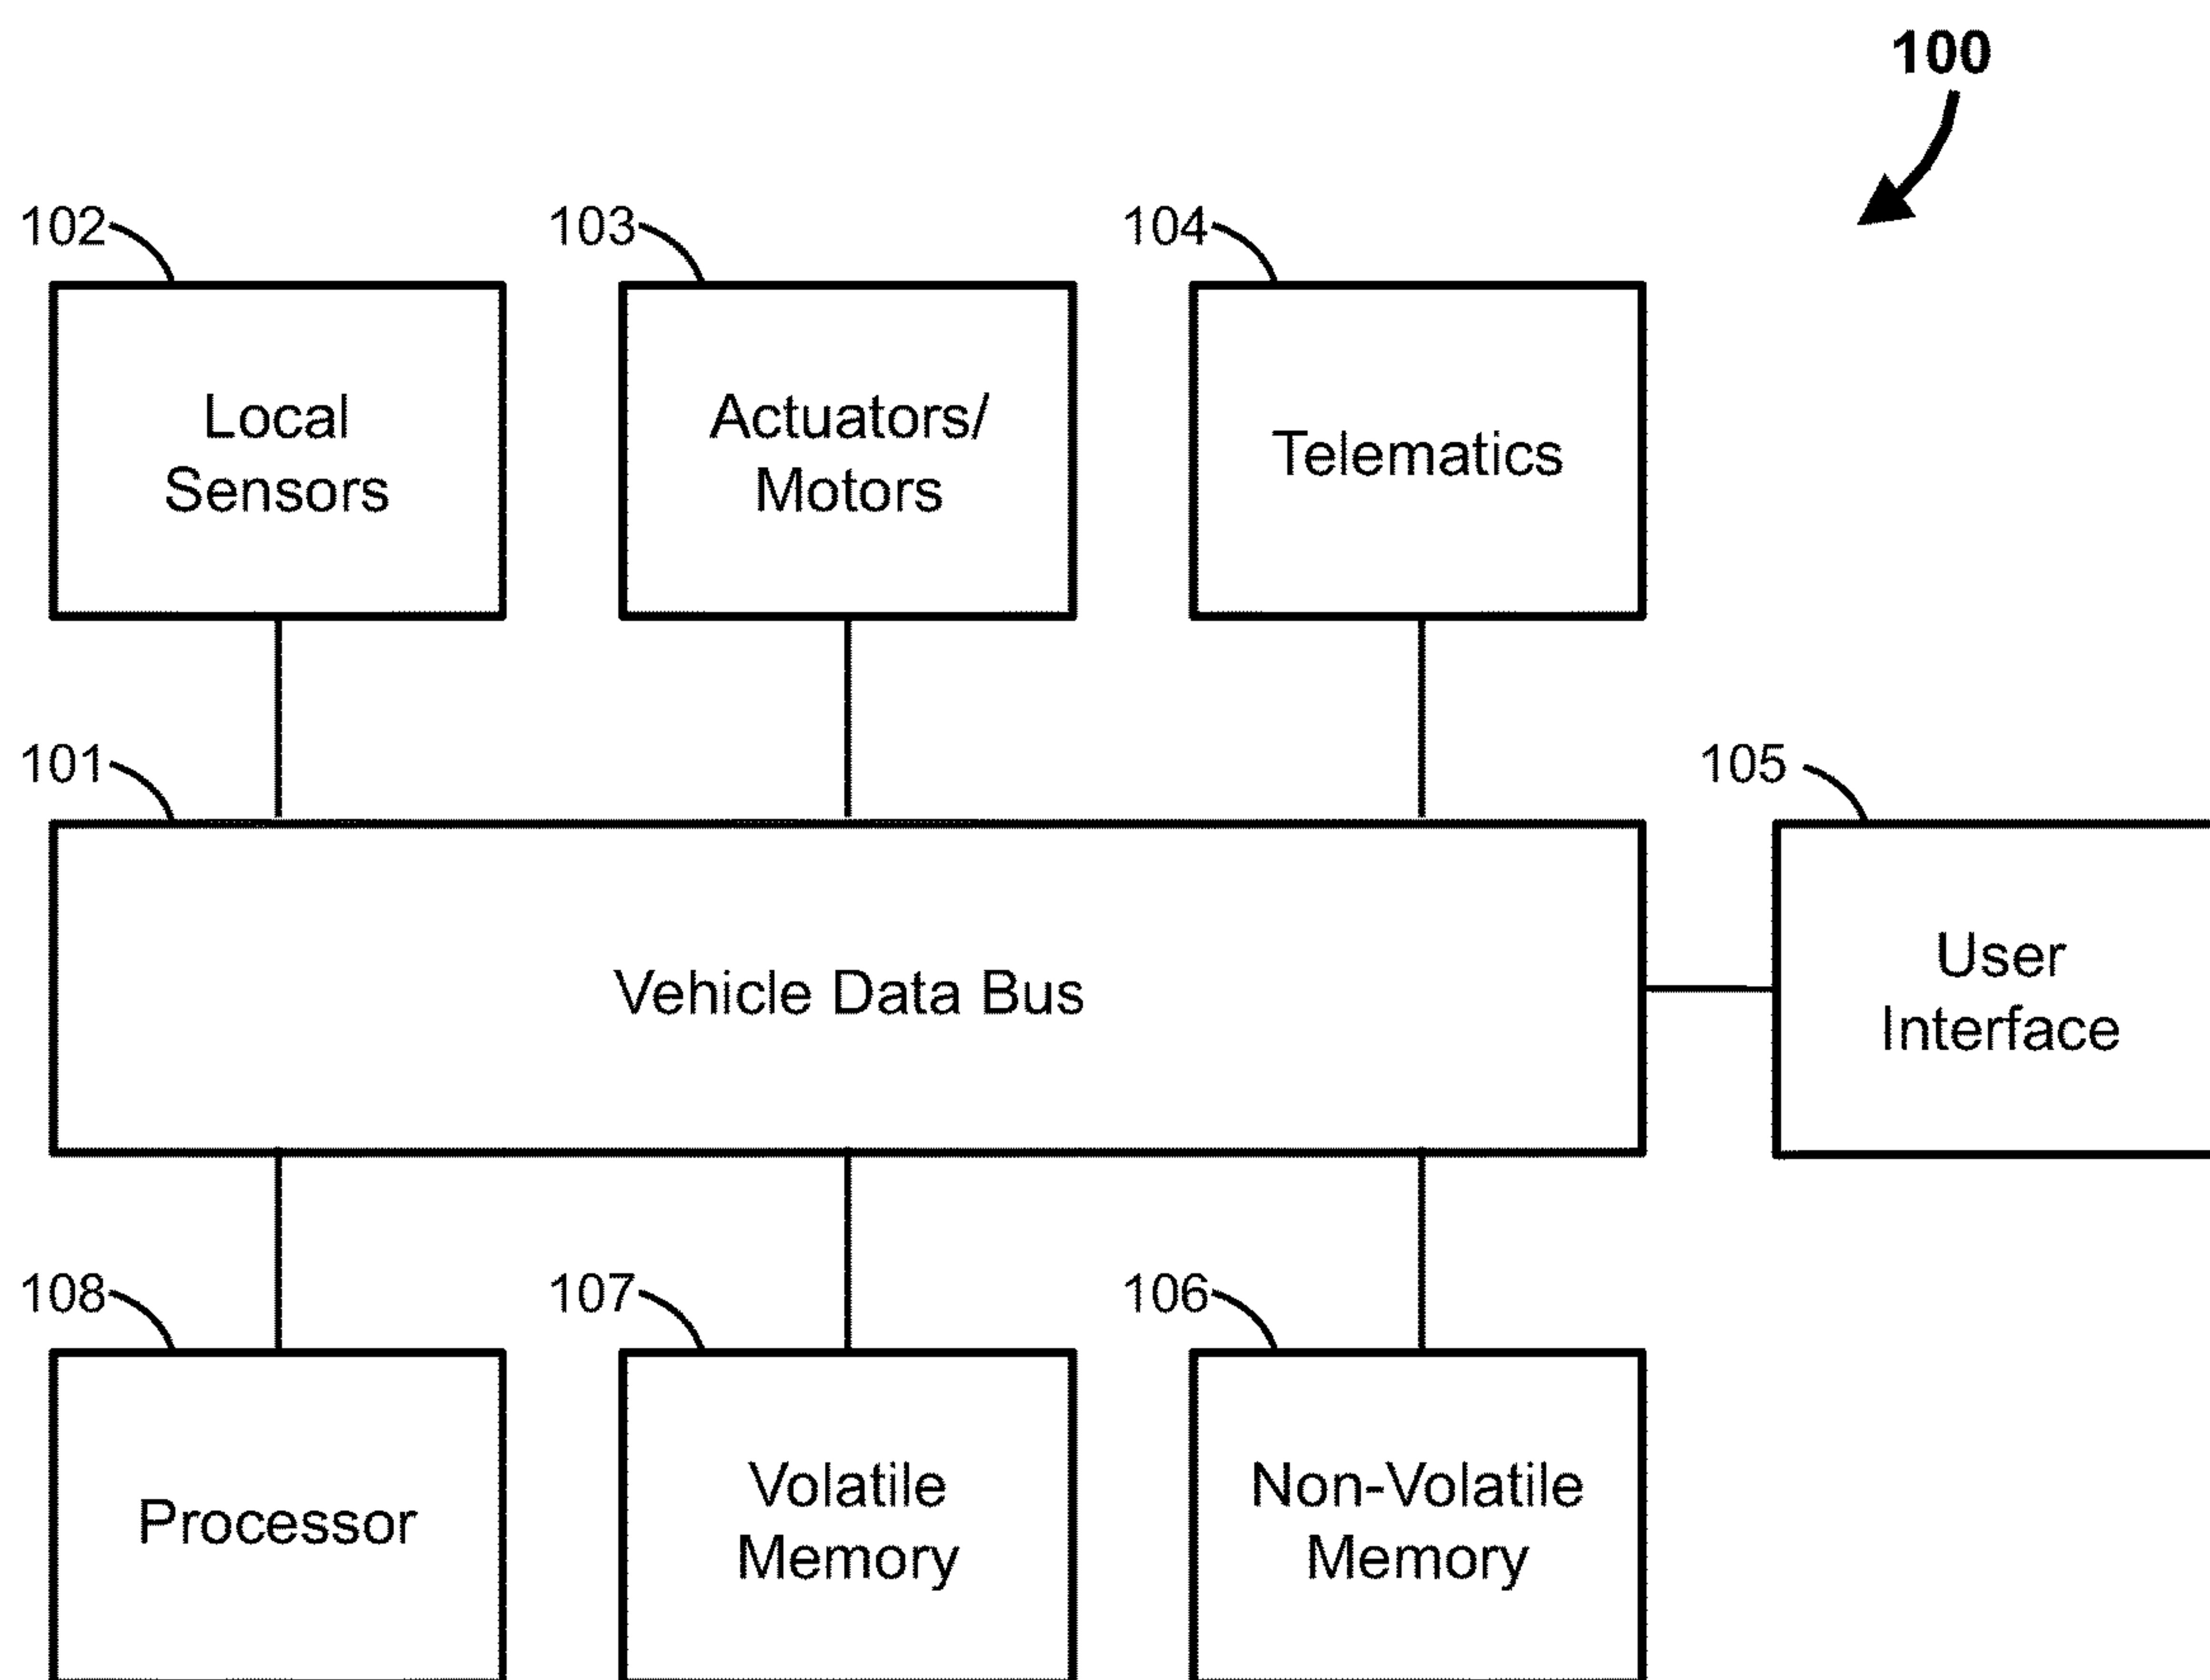 100
102
103
104
Local
Sensors
Actuators/
Motors
Telematics
101
105
Vehicle Data Bus
User
Interface
108
107
106
Processor
Volatile
Memory
Non-Volatile
Memory